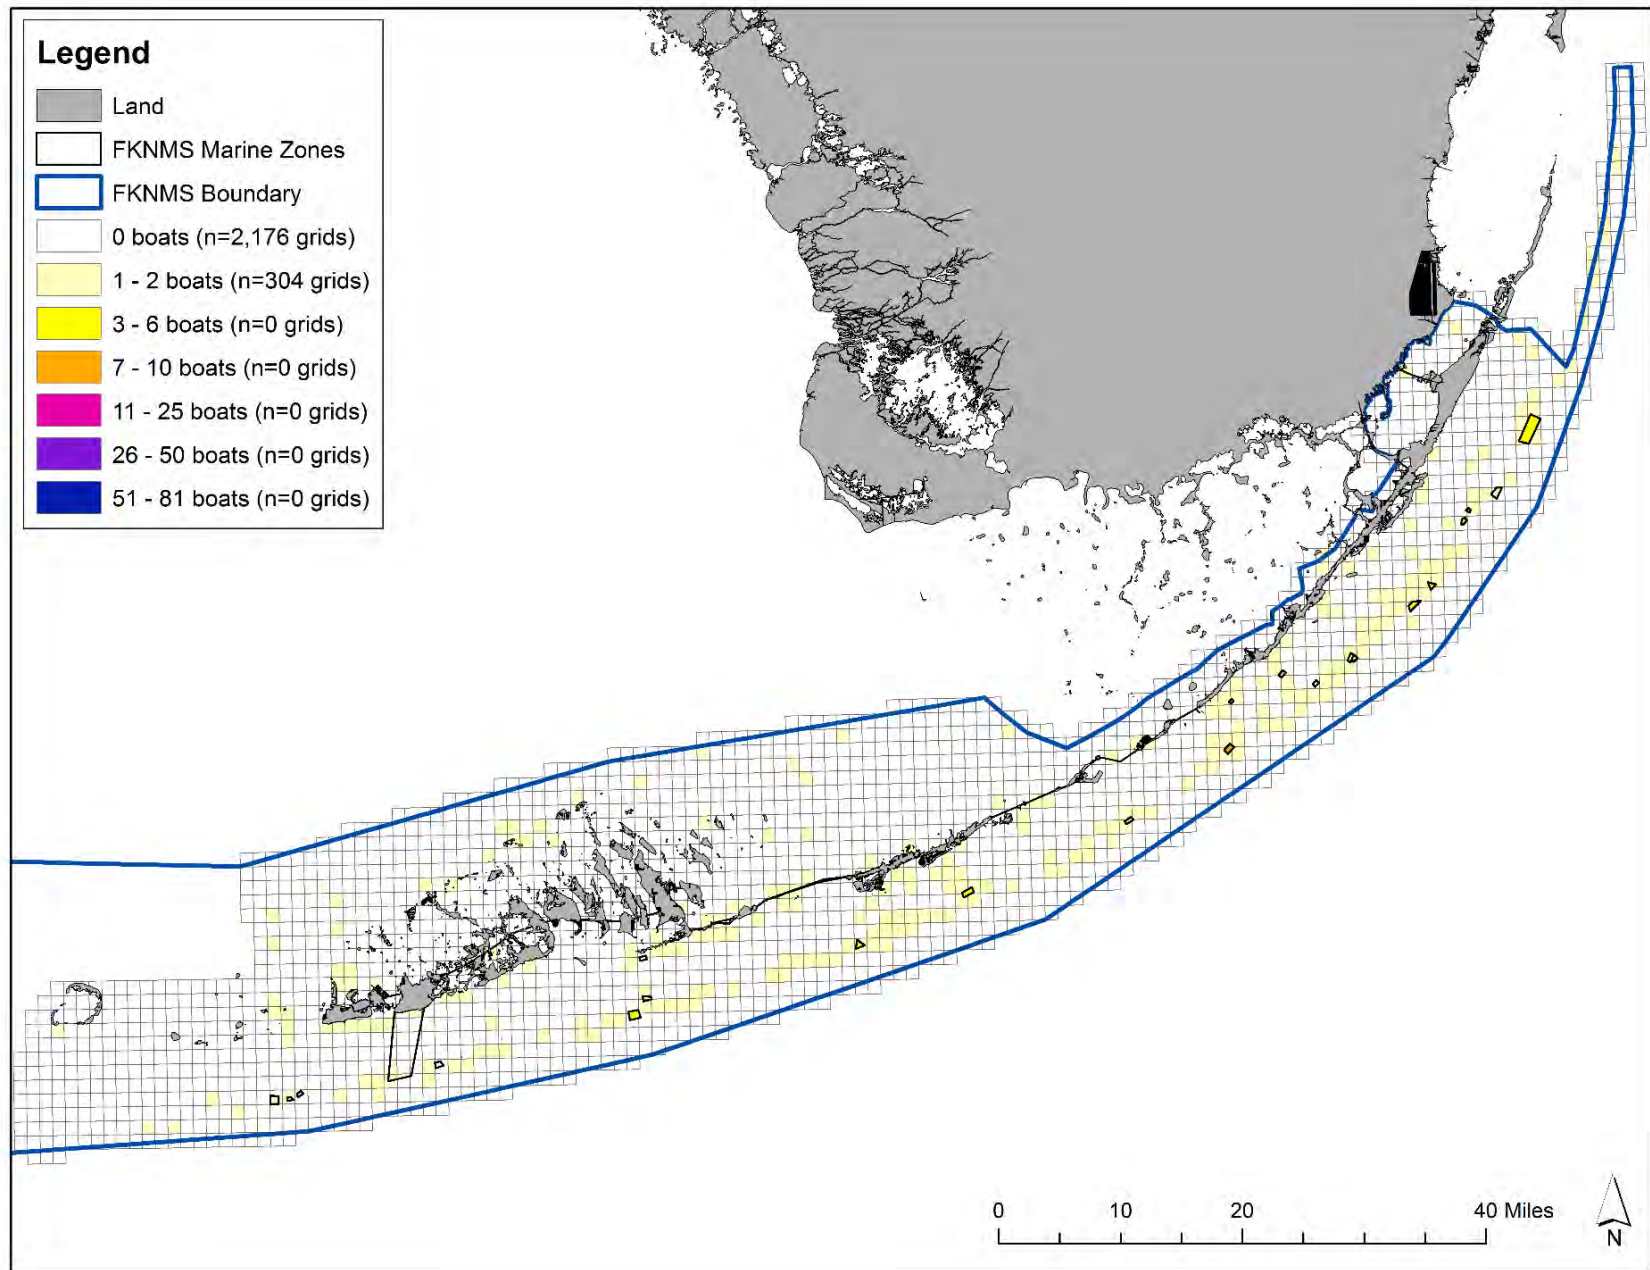 Legend
Land
FKNMS Marine Zones
FKNMS Boundary
0 boats (n=2,176 grids)
1 - 2 boats (n=304 grids)
3 - 6 boats (n=0 grids)
7 - 10 boats (n=0 grids)
11 - 25 boats (n=0 grids)
26 - 50 boats (n=0 grids)
51 - 81 boats (n=0 grids)
0 10 20 40 Miles
N